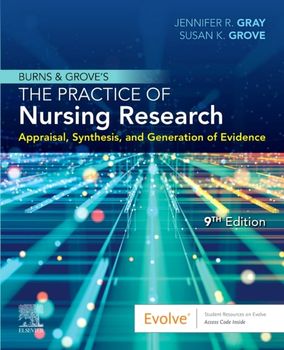 JENNIFER R. GRAY
SUSAN K. GROVE
BURNS & GROVE'S
THE PRACTICE OF
Nursing Research
Appraisal, Synthesis, and Generation of Evidence
9TH Edition
ELSEVIER
Evolve
Student Resources on Evolve
Access Code Inside